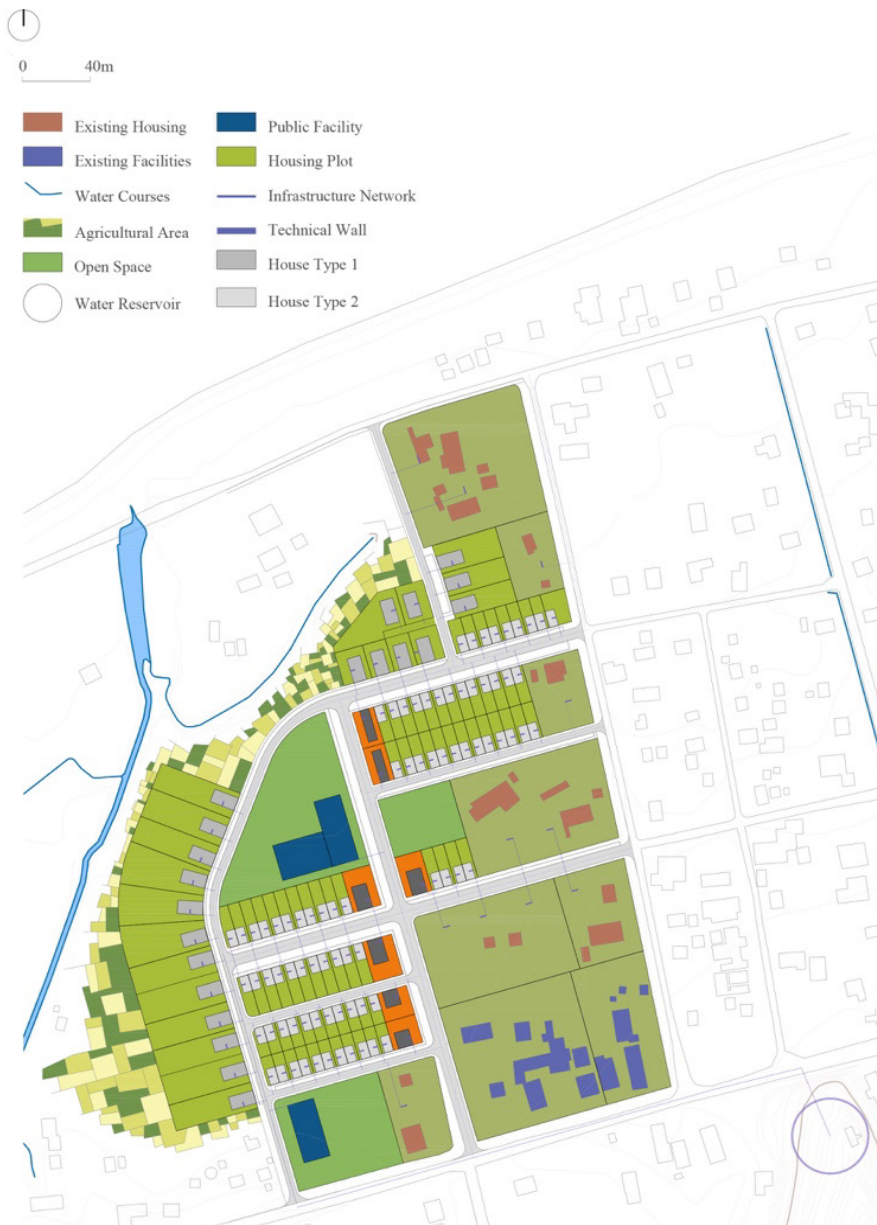 0 40m
Existing Housing Public Facility
Existing Facilities Housing Plot
Water Courses Infrastructure Network
Agricultural Area Technical Wall
Open Space House Type 1
Water Reservoir House Type 2